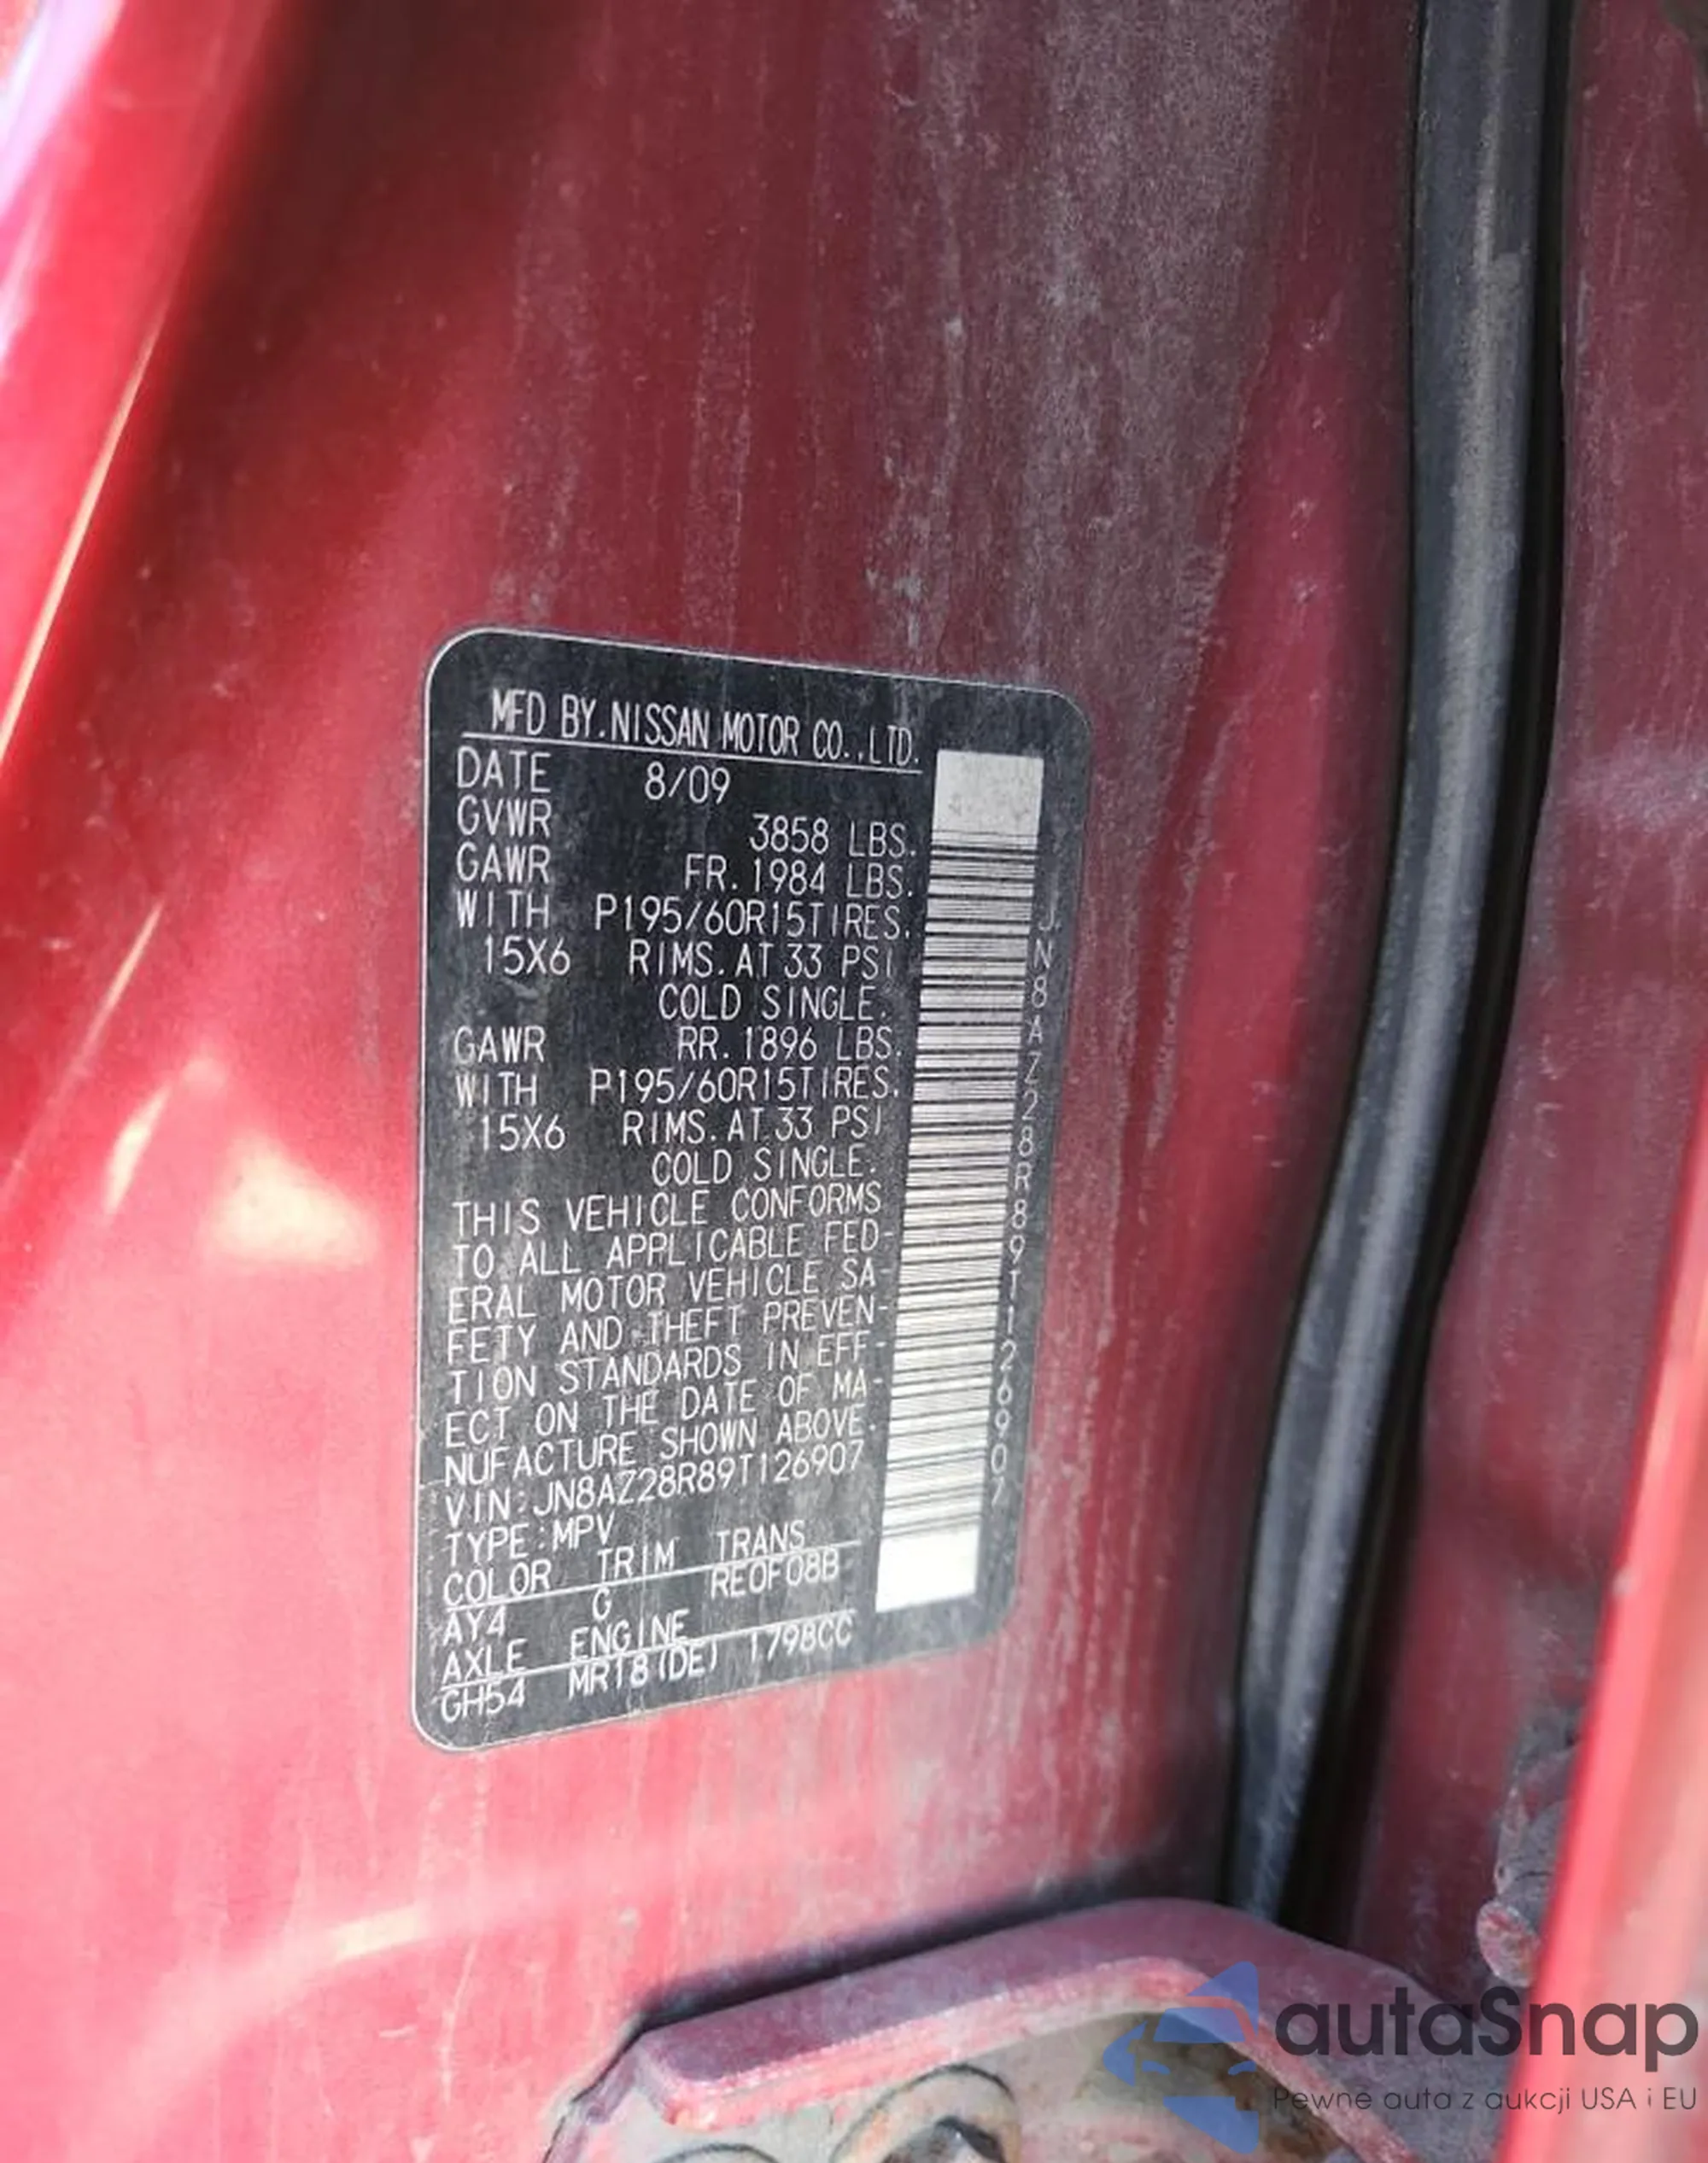 MFD BY.NISSAN MOTOR CO.,LTD.
DATE 8/09
GVWR 3858 LBS.
GAWR FR.1984 LBS.
WITH P195/60R15TIRES.
15X6 RIMS.AT 33 PSI
COLD SINGLE.
GAWR RR.1896 LBS.
WITH P195/60R15TIRES.
15X6 RIMS.AT 33 PSI
COLD SINGLE.
THIS VEHICLE CONFORMS
TO ALL APPLICABLE FED-
ERAL MOTOR VEHICLE SA-
FETY AND THEFT PREVEN-
TION STANDARDS IN EFF-
ECT ON THE DATE OF MA-
NUFACTURE SHOWN ABOVE.
VIN:JN8AZ28R89T126907
TYPE:MPV
COLOR TRIM TRANS
AY4 G RE0F08B
AXLE ENGINE
GH54 MR18(DE) 1798CC
JN8AZ28R89T126907
autaSnap
Pewne auta z aukcji USA i EU